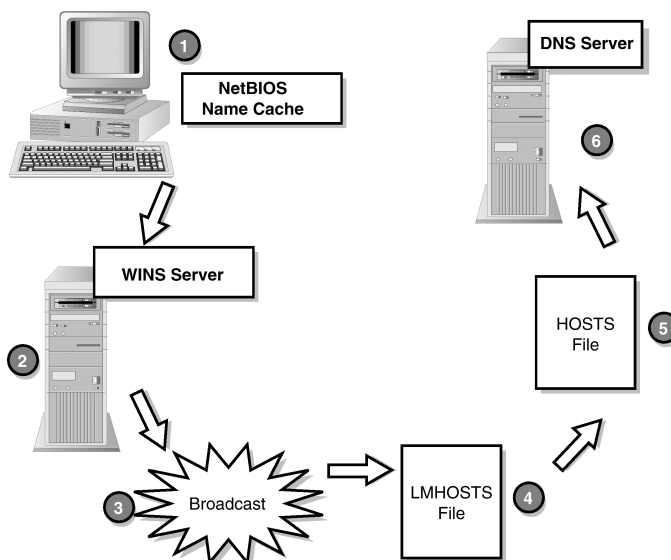 1
NetBIOS
Name Cache
WINS Server
2
3
Broadcast
LMHOSTS
File
4
HOSTS
File
5
DNS Server
6